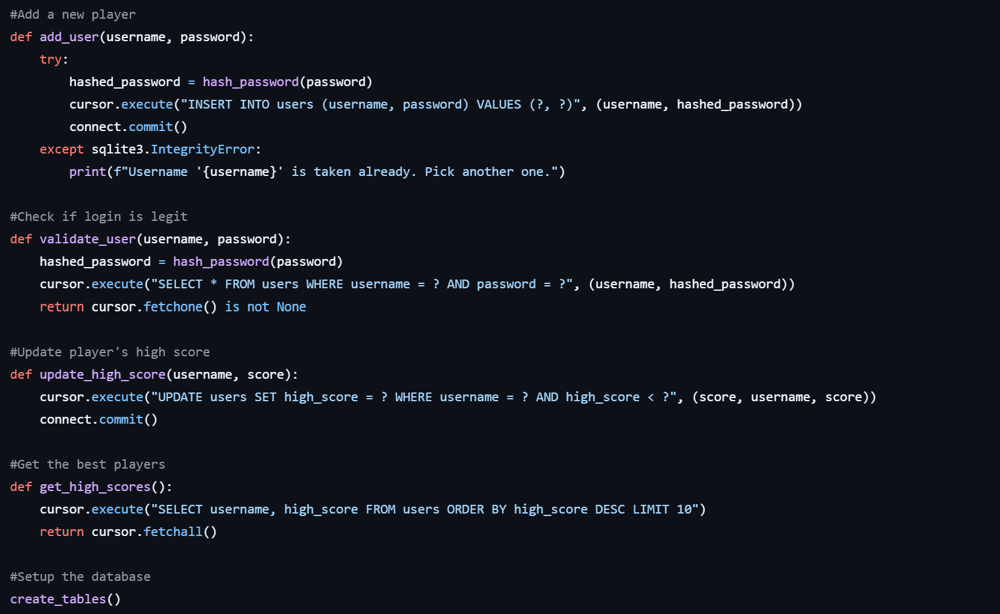 #Add a new player
def add_user(username, password):
    try:
        hashed_password = hash_password(password)
        cursor.execute("INSERT INTO users (username, password) VALUES (?, ?)", (username, hashed_password))
        connect.commit()
    except sqlite3.IntegrityError:
        print(f"Username '{username}' is taken already. Pick another one.")

#Check if login is legit
def validate_user(username, password):
    hashed_password = hash_password(password)
    cursor.execute("SELECT * FROM users WHERE username = ? AND password = ?", (username, hashed_password))
    return cursor.fetchone() is not None

#Update player's high score
def update_high_score(username, score):
    cursor.execute("UPDATE users SET high_score = ? WHERE username = ? AND high_score < ?", (score, username, score))
    connect.commit()

#Get the best players
def get_high_scores():
    cursor.execute("SELECT username, high_score FROM users ORDER BY high_score DESC LIMIT 10")
    return cursor.fetchall()

#Setup the database
create_tables()